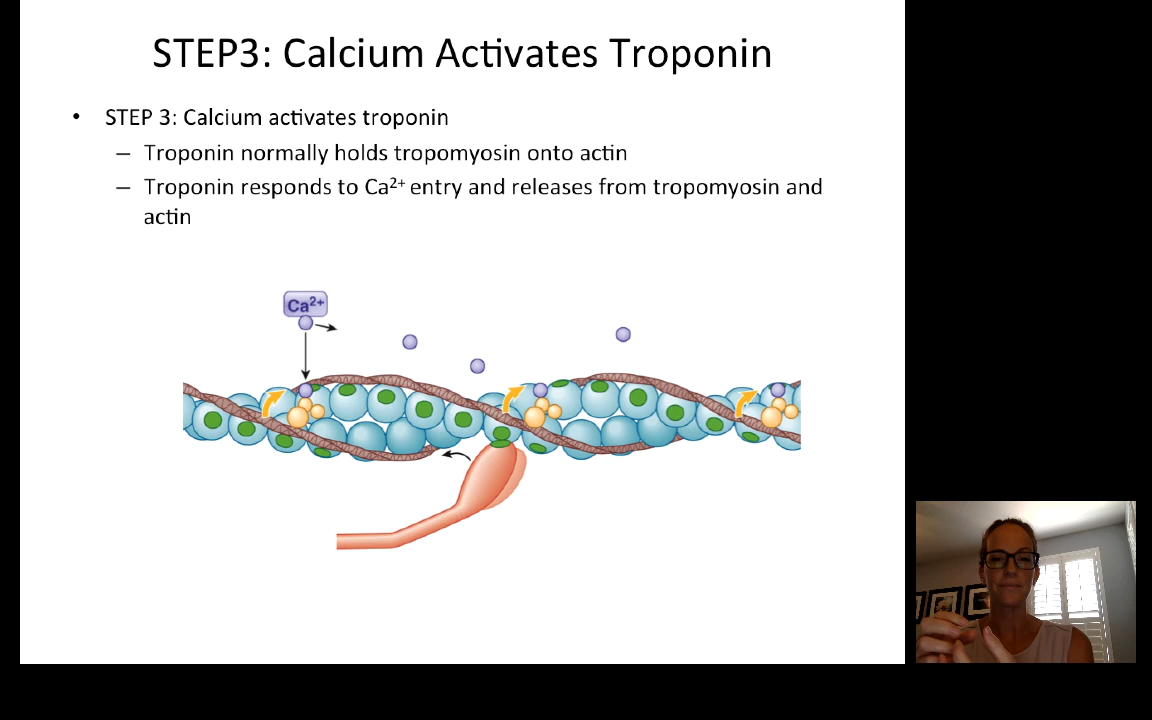 STEP3: Calcium Activates Troponin
• STEP 3: Calcium activates troponin
– Troponin normally holds tropomyosin onto actin
– Troponin responds to Ca²⁺ entry and releases from tropomyosin and
actin
Ca²⁺